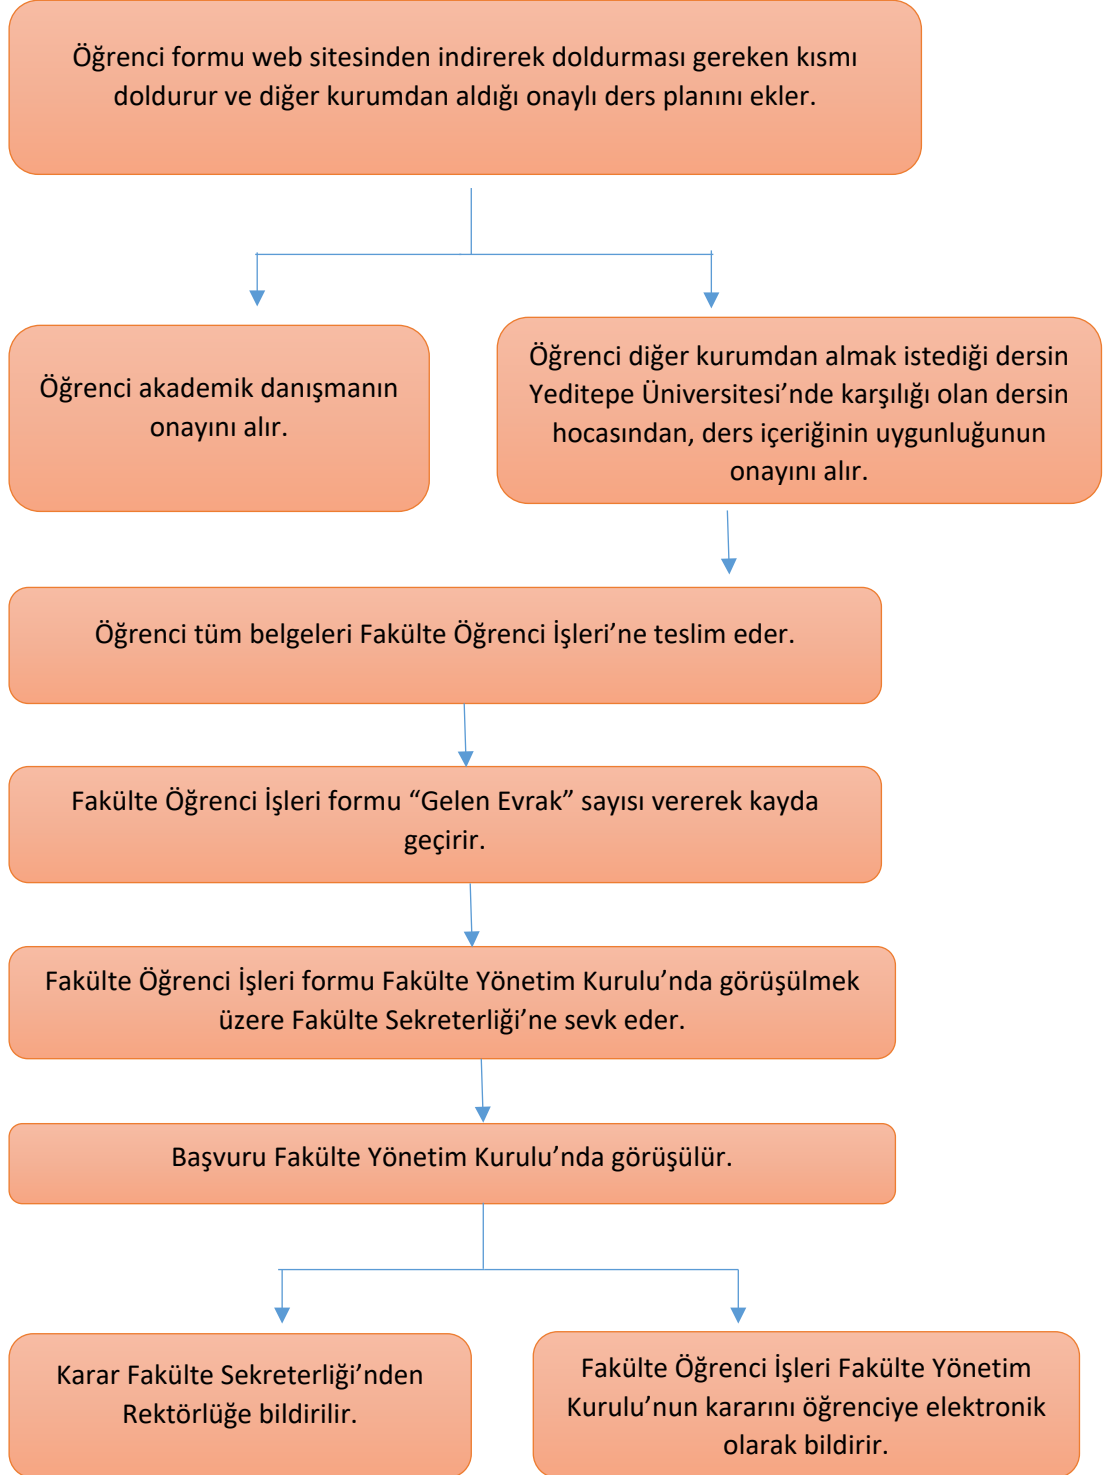 Öğrenci formu web sitesinden indirerek doldurması gereken kısmı
doldurur ve diğer kurumdan aldığı onaylı ders planını ekler.
Öğrenci akademik danışmanın
onayını alır.
Öğrenci diğer kurumdan almak istediği dersin
Yeditepe Üniversitesi’nde karşılığı olan dersin
hocasından, ders içeriğinin uygunluğunun
onayını alır.
Öğrenci tüm belgeleri Fakülte Öğrenci İşleri’ne teslim eder.
Fakülte Öğrenci İşleri formu “Gelen Evrak” sayısı vererek kayda
geçirir.
Fakülte Öğrenci İşleri formu Fakülte Yönetim Kurulu’nda görüşülmek
üzere Fakülte Sekreterliği’ne sevk eder.
Başvuru Fakülte Yönetim Kurulu’nda görüşülür.
Karar Fakülte Sekreterliği’nden
Rektörlüğe bildirilir.
Fakülte Öğrenci İşleri Fakülte Yönetim
Kurulu’nun kararını öğrenciye elektronik
olarak bildirir.